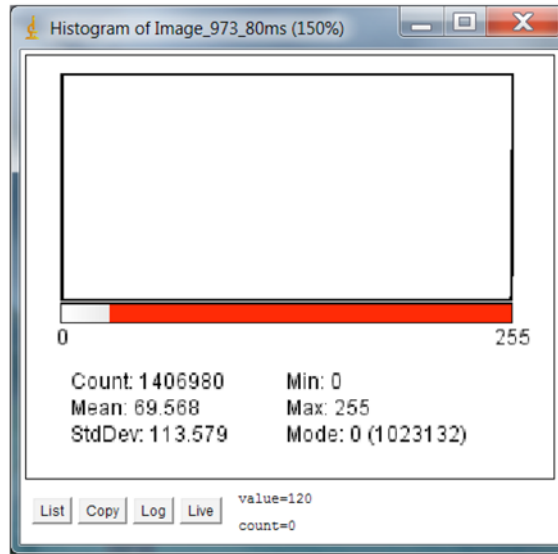 Histogram of Image_973_80ms (150%)
0 255
Count: 1406980 Min: 0
Mean: 69.568 Max: 255
StdDev: 113.579 Mode: 0 (1023132)
List Copy Log Live value=120
count=0